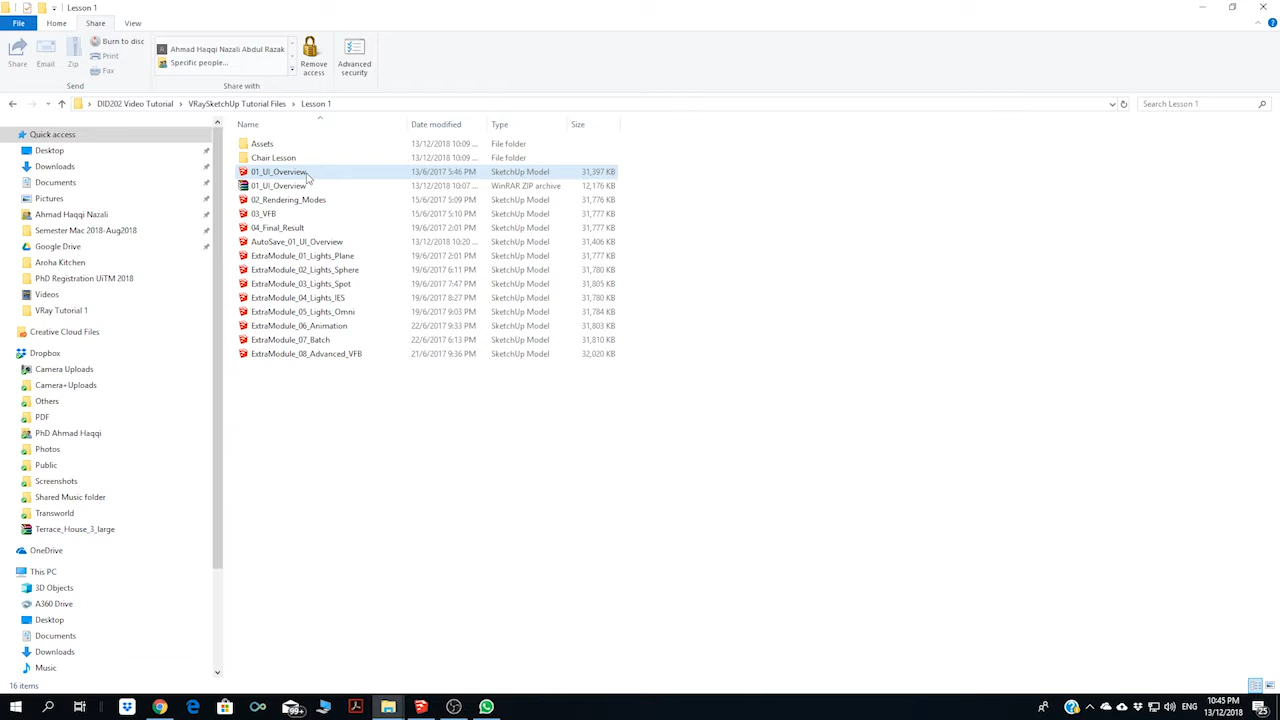 Lesson 1
File Home Share View
Share Email Zip Burn to disc Print Fax
Ahmad Haqqi Nazali Abdul Razak
Specific people...
Remove access
Advanced security
Send Share with
DID202 Video Tutorial > VRaySketchUp Tutorial Files > Lesson 1
Search Lesson 1
Name Date modified Type Size
Assets 13/12/2018 10:09 ... File folder
Chair Lesson 13/12/2018 10:09 ... File folder
01_UI_Overview 13/6/2017 5:46 PM SketchUp Model 31,397 KB
01_UI_Overview 13/12/2018 10:07 ... WinRAR ZIP archive 12,176 KB
02_Rendering_Modes 15/6/2017 5:09 PM SketchUp Model 31,776 KB
03_VFB 15/6/2017 5:10 PM SketchUp Model 31,777 KB
04_Final_Result 19/6/2017 2:01 PM SketchUp Model 31,777 KB
AutoSave_01_UI_Overview 13/12/2018 10:20 ... SketchUp Model 31,406 KB
ExtraModule_01_Lights_Plane 19/6/2017 2:01 PM SketchUp Model 31,777 KB
ExtraModule_02_Lights_Sphere 19/6/2017 6:11 PM SketchUp Model 31,780 KB
ExtraModule_03_Lights_Spot 19/6/2017 7:47 PM SketchUp Model 31,805 KB
ExtraModule_04_Lights_IES 19/6/2017 8:27 PM SketchUp Model 31,780 KB
ExtraModule_05_Lights_Omni 19/6/2017 9:03 PM SketchUp Model 31,784 KB
ExtraModule_06_Animation 22/6/2017 9:33 PM SketchUp Model 31,803 KB
ExtraModule_07_Batch 22/6/2017 6:13 PM SketchUp Model 31,810 KB
ExtraModule_08_Advanced_VFB 21/6/2017 9:36 PM SketchUp Model 32,020 KB
Quick access
Desktop
Downloads
Documents
Pictures
Ahmad Haqqi Nazali
Semester Mac 2018-Aug2018
Google Drive
Aroha Kitchen
PhD Registration UiTM 2018
Videos
VRay Tutorial 1
Creative Cloud Files
Dropbox
Camera Uploads
Camera+Uploads
Others
PDF
PhD Ahmad Haqqi
Photos
Public
Screenshots
Shared Music folder
Transworld
Terrace_House_3_large
OneDrive
This PC
3D Objects
A360 Drive
Desktop
Documents
Downloads
Music
16 items
99+
10:45 PM
13/12/2018
25